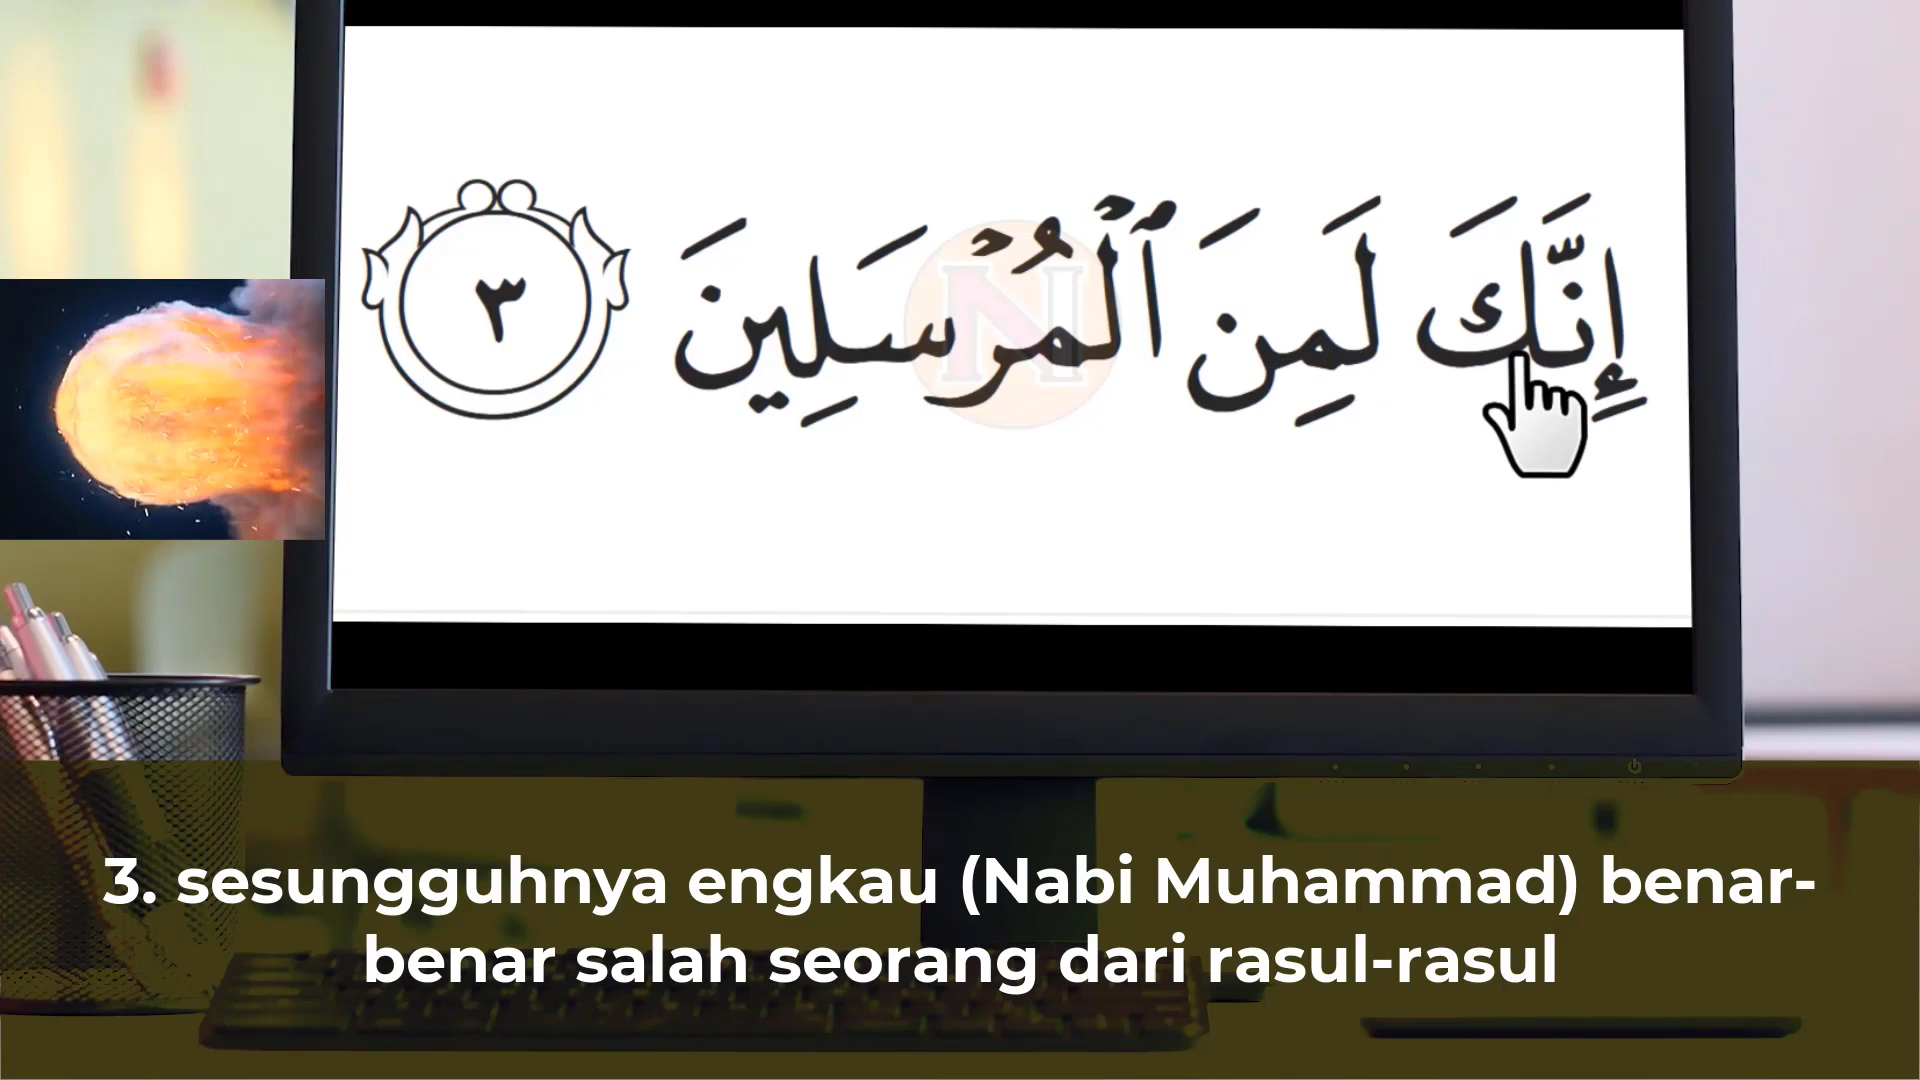 إِنَّكَ لَمِنَ ٱلْمُرْسَلِينَ ٣
N
3. sesungguhnya engkau (Nabi Muhammad) benar-
benar salah seorang dari rasul-rasul